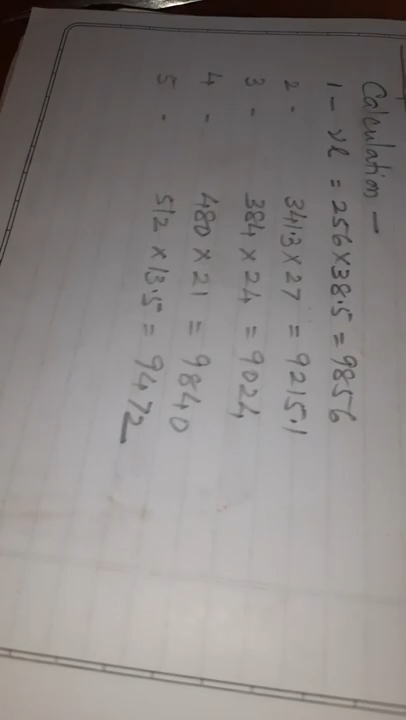 Calculation -
1 - νl = 256 × 38.5 = 9856
2 - 341.3 × 27 = 9215.1
3 - 384 × 24 = 9024
4 - 480 × 21 = 9840
5 - 512 × 13.5 = 9472